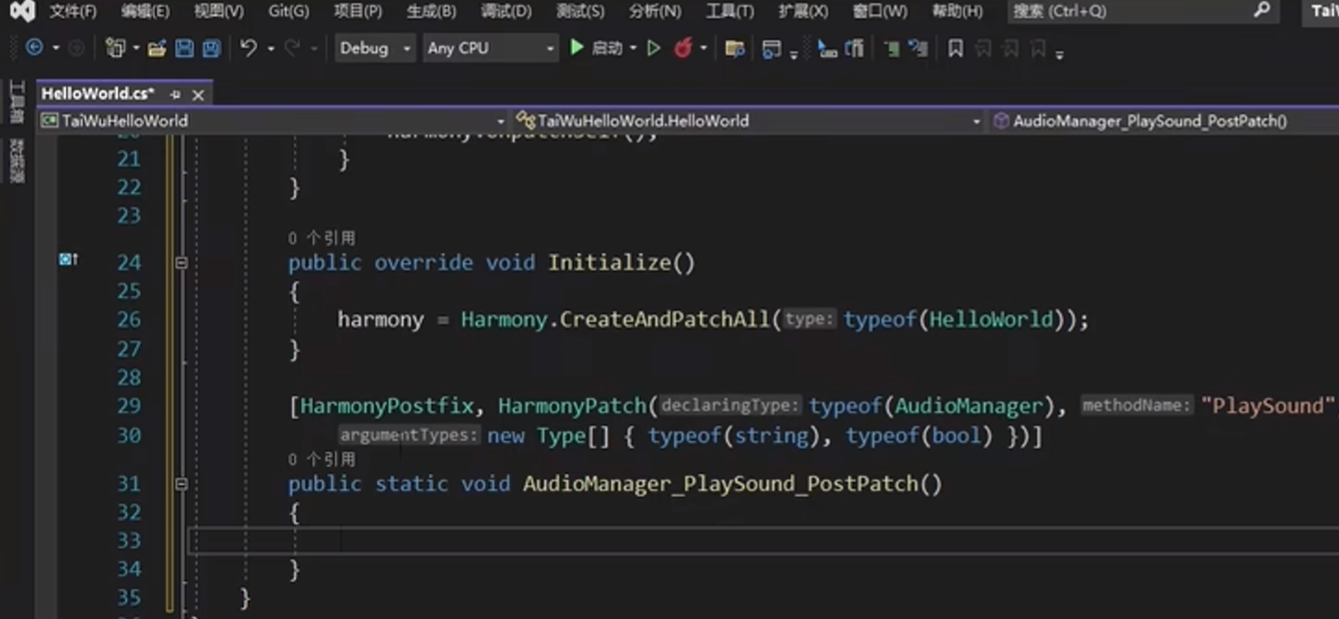 文件(F) 编辑(E) 视图(V) Git(G) 项目(P) 生成(B) 调试(D) 测试(S) 分析(N) 工具(T) 扩展(X) 窗口(W) 帮助(H) 搜索 (Ctrl+Q) Tai
Debug Any CPU 启动
工具箱
数据源
HelloWorld.cs*
TaiWuHelloWorld TaiWuHelloWorld.HelloWorld AudioManager_PlaySound_PostPatch()
21 }
22 }
23
0 个引用
24 public override void Initialize()
25 {
26 harmony = Harmony.CreateAndPatchAll(type: typeof(HelloWorld));
27 }
28
29 [HarmonyPostfix, HarmonyPatch(declaringType: typeof(AudioManager), methodName: "PlaySound"
30 argumentTypes: new Type[] { typeof(string), typeof(bool) })]
0 个引用
31 public static void AudioManager_PlaySound_PostPatch()
32 {
33
34 }
35 }